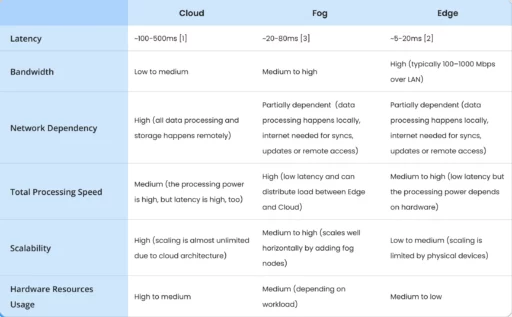 Cloud Fog Edge
Latency ~100-500ms [1] ~20-80ms [3] ~5-20ms [2]
Bandwidth Low to medium Medium to high High (typically 100–1000 Mbps
over LAN)
Network Dependency
High (all data processing and
storage happens remotely)
Partially dependent (data
processing happens locally,
internet needed for syncs,
updates or remote access)
Partially dependent (data
processing happens locally,
internet needed for syncs,
updates or remote access)
Total Processing Speed
Medium (the processing power
is high, but latency is high, too)
High (low latency and can
distribute load between Edge
and Cloud)
Medium to high (low latency but
the processing power depends
on hardware)
Scalability
High (scaling is almost unlimited
due to cloud architecture)
Medium to high (scales well
horizontally by adding fog
nodes)
Low to medium (scaling is
limited by physical devices)
Hardware Resources
Usage
High to medium
Medium (depending on
workload)
Medium to low